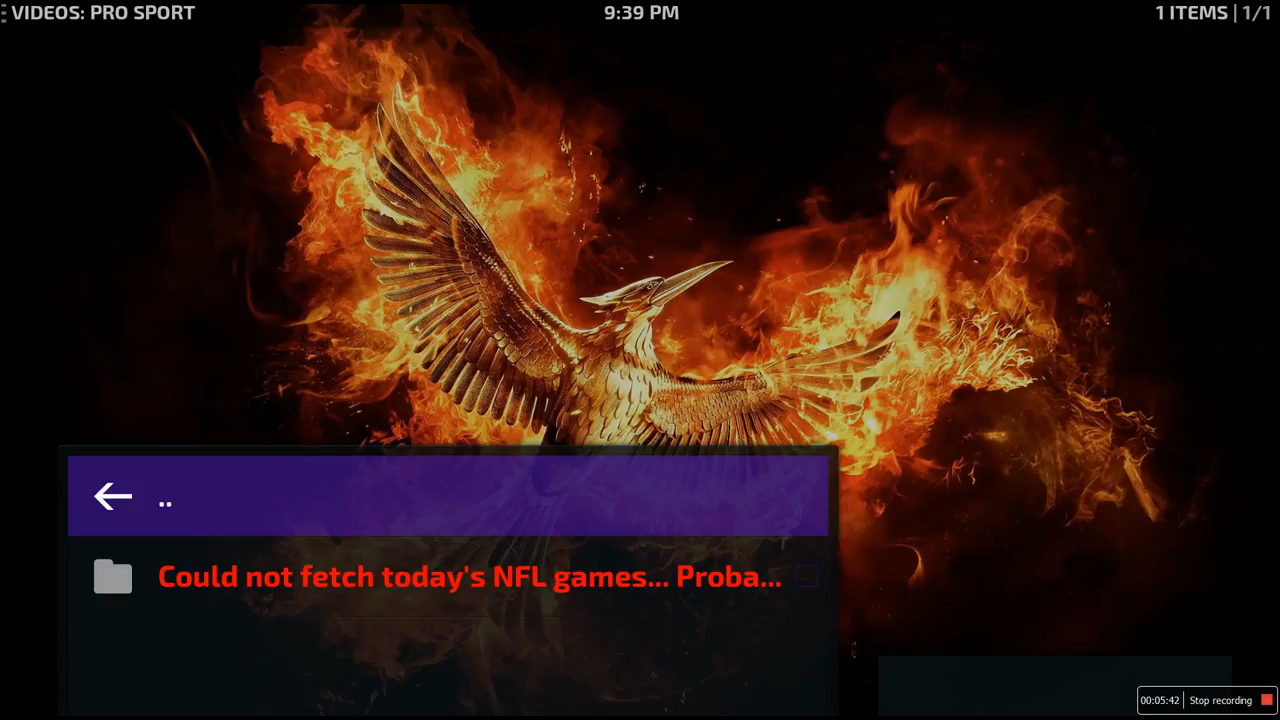 VIDEOS: PRO SPORT
9:39 PM
1 ITEMS | 1/1
..
Could not fetch today's NFL games... Proba...
00:05:42 Stop recording